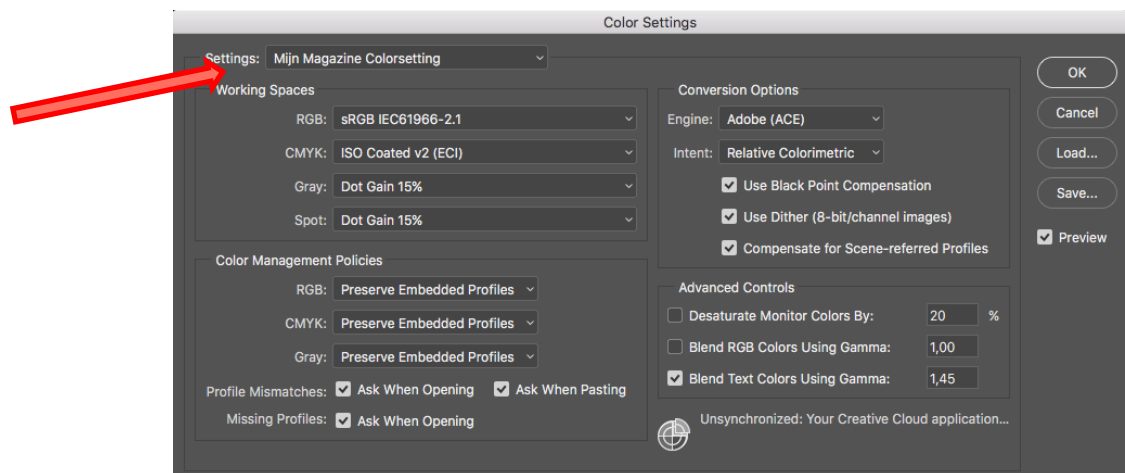 Color Settings
Settings: Mijn Magazine Colorsetting
Working Spaces
RGB: sRGB IEC61966-2.1
CMYK: ISO Coated v2 (ECI)
Gray: Dot Gain 15%
Spot: Dot Gain 15%
Color Management Policies
RGB: Preserve Embedded Profiles
CMYK: Preserve Embedded Profiles
Gray: Preserve Embedded Profiles
Profile Mismatches: Ask When Opening Ask When Pasting
Missing Profiles: Ask When Opening
Conversion Options
Engine: Adobe (ACE)
Intent: Relative Colorimetric
Use Black Point Compensation
Use Dither (8-bit/channel images)
Compensate for Scene-referred Profiles
Advanced Controls
Desaturate Monitor Colors By: 20 %
Blend RGB Colors Using Gamma: 1,00
Blend Text Colors Using Gamma: 1,45
Unsynchronized: Your Creative Cloud application...
OK
Cancel
Load...
Save...
Preview